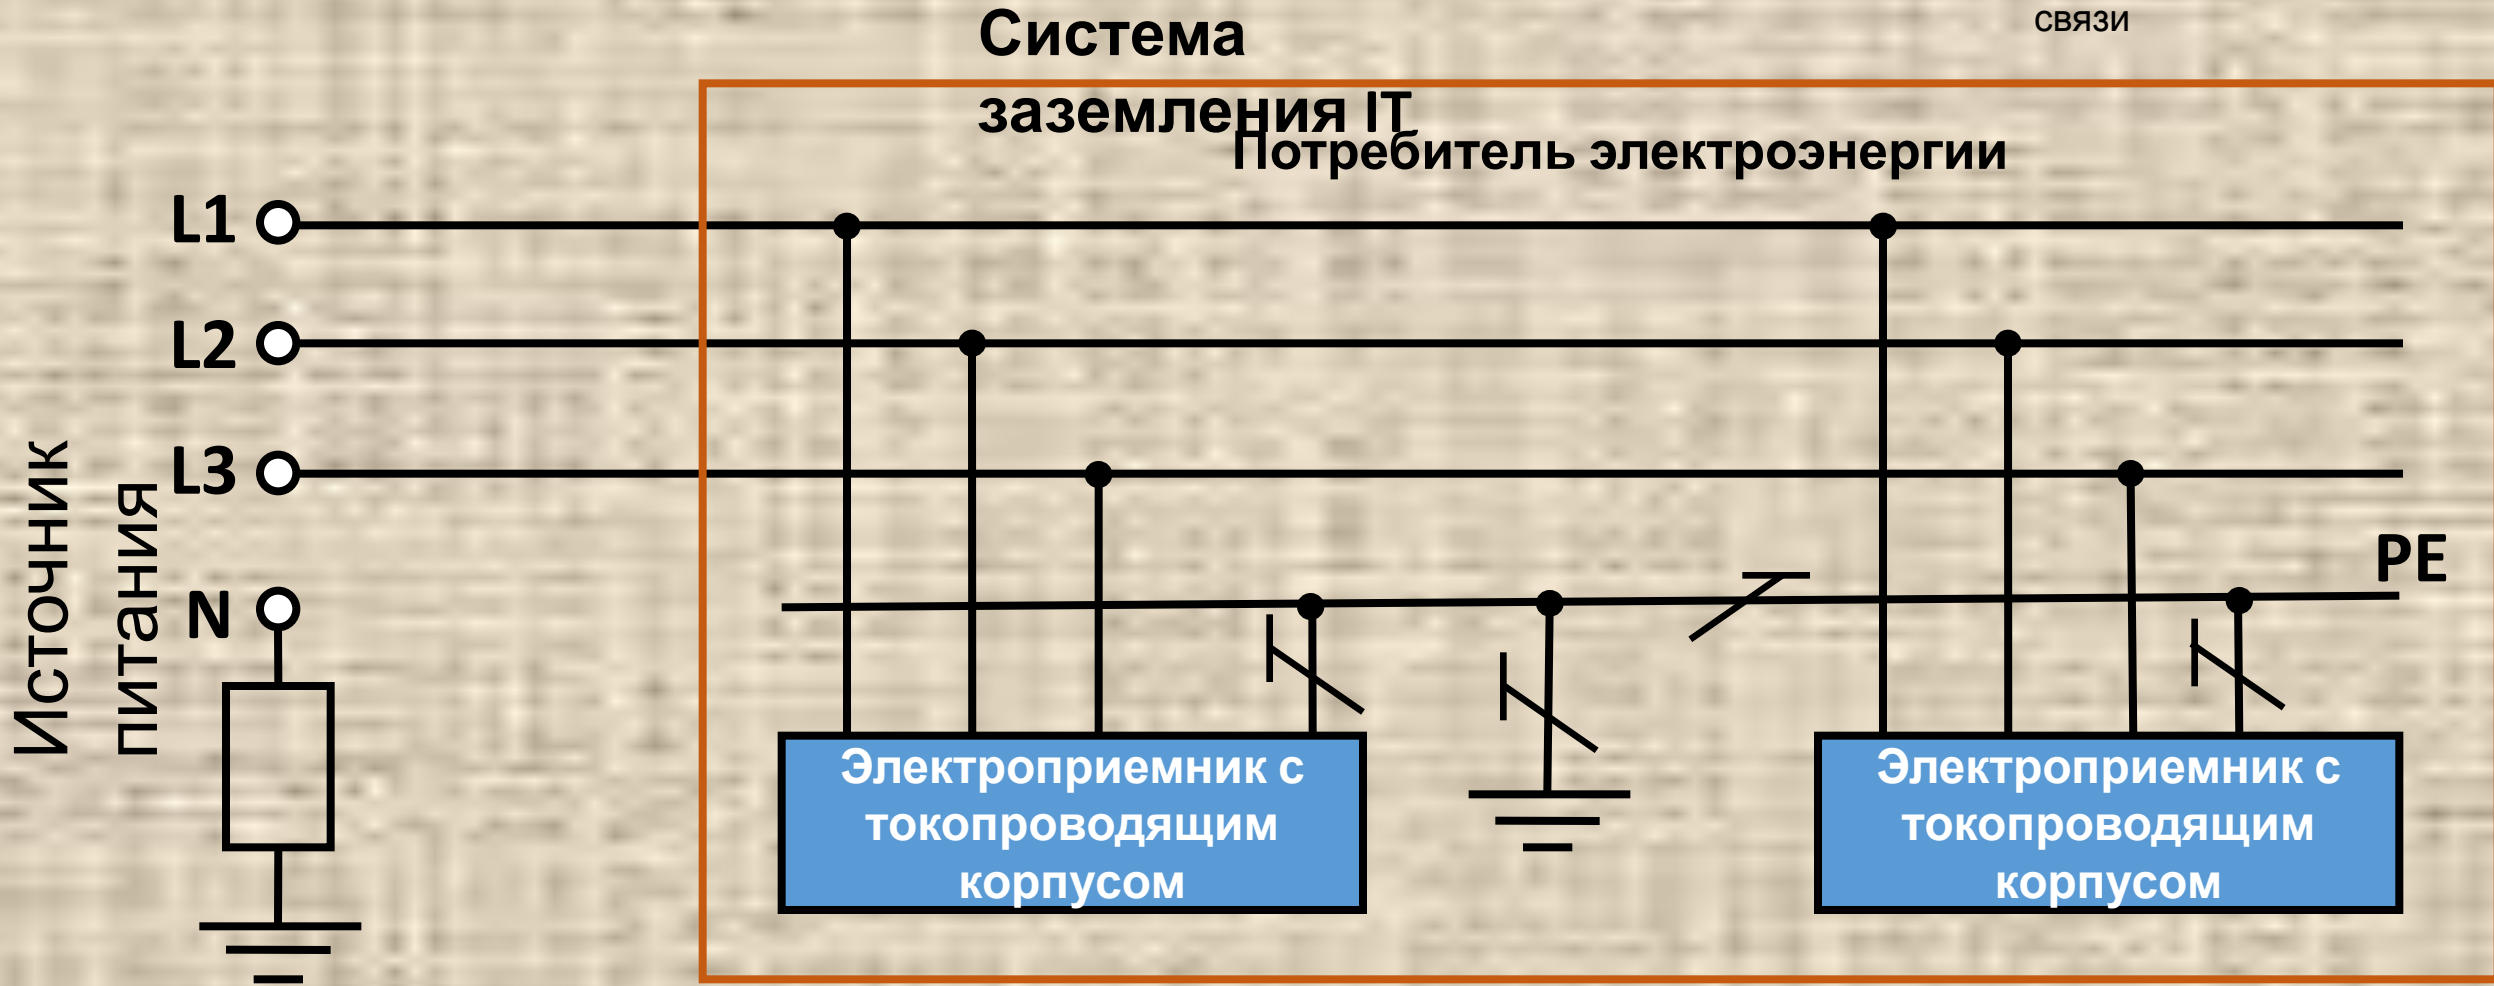 Система
связи
заземления IT
Потребитель электроэнергии
L1
L2
L3
N
Источник
питания
PE
Электроприемник с
токопроводящим
корпусом
Электроприемник с
токопроводящим
корпусом